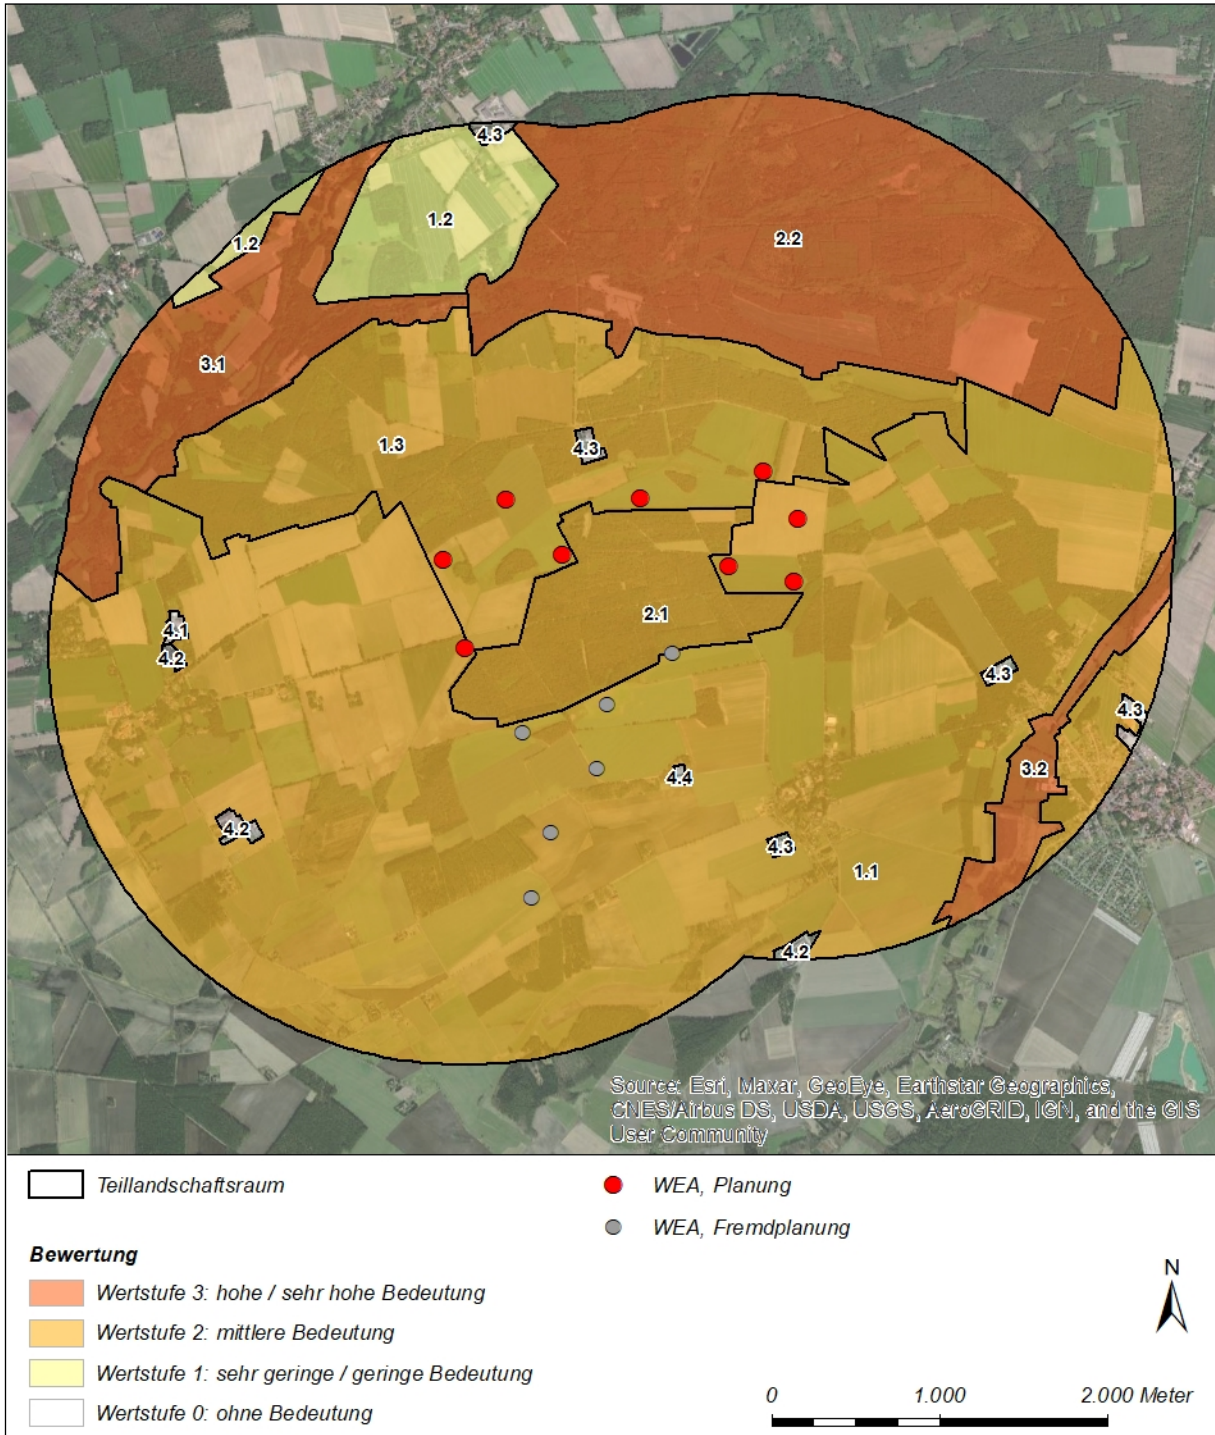 4.3
1.2
2.2
1.2
3.1
1.3
4.3
2.1
4.1
4.2
4.3
4.3
3.2
4.4
4.2
4.3
1.1
4.2
Source: Esri, Maxar, GeoEye, Earthstar Geographics,
CNES/Airbus DS, USDA, USGS, AeroGRID, IGN, and the GIS
User Community
Teillandschaftsraum
WEA, Planung
WEA, Fremdplanung
Bewertung
Wertstufe 3: hohe / sehr hohe Bedeutung
Wertstufe 2: mittlere Bedeutung
Wertstufe 1: sehr geringe / geringe Bedeutung
Wertstufe 0: ohne Bedeutung
N
0 1.000 2.000 Meter